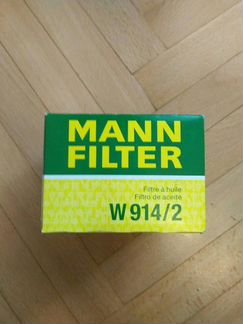 MANN
FILTER
Filtre à huile
Filtro de aceite
W 914/2